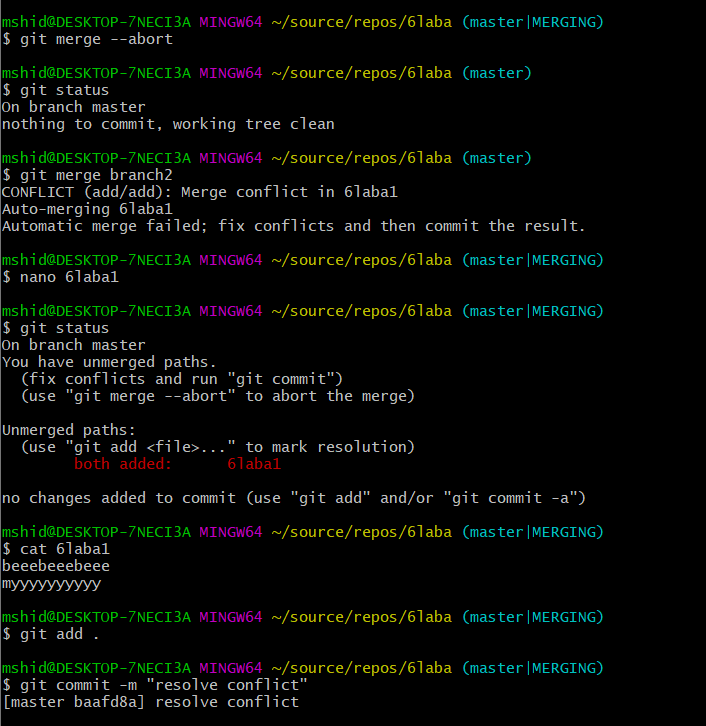 mshid@DESKTOP-7NECI3A MINGW64 ~/source/repos/6laba (master|MERGING)
$ git merge --abort

mshid@DESKTOP-7NECI3A MINGW64 ~/source/repos/6laba (master)
$ git status
On branch master
nothing to commit, working tree clean

mshid@DESKTOP-7NECI3A MINGW64 ~/source/repos/6laba (master)
$ git merge branch2
CONFLICT (add/add): Merge conflict in 6laba1
Auto-merging 6laba1
Automatic merge failed; fix conflicts and then commit the result.

mshid@DESKTOP-7NECI3A MINGW64 ~/source/repos/6laba (master|MERGING)
$ nano 6laba1

mshid@DESKTOP-7NECI3A MINGW64 ~/source/repos/6laba (master|MERGING)
$ git status
On branch master
You have unmerged paths.
  (fix conflicts and run "git commit")
  (use "git merge --abort" to abort the merge)

Unmerged paths:
  (use "git add <file>..." to mark resolution)
        both added:      6laba1

no changes added to commit (use "git add" and/or "git commit -a")

mshid@DESKTOP-7NECI3A MINGW64 ~/source/repos/6laba (master|MERGING)
$ cat 6laba1
beeebeeebeee
myyyyyyyyyy

mshid@DESKTOP-7NECI3A MINGW64 ~/source/repos/6laba (master|MERGING)
$ git add .

mshid@DESKTOP-7NECI3A MINGW64 ~/source/repos/6laba (master|MERGING)
$ git commit -m "resolve conflict"
[master baafd8a] resolve conflict